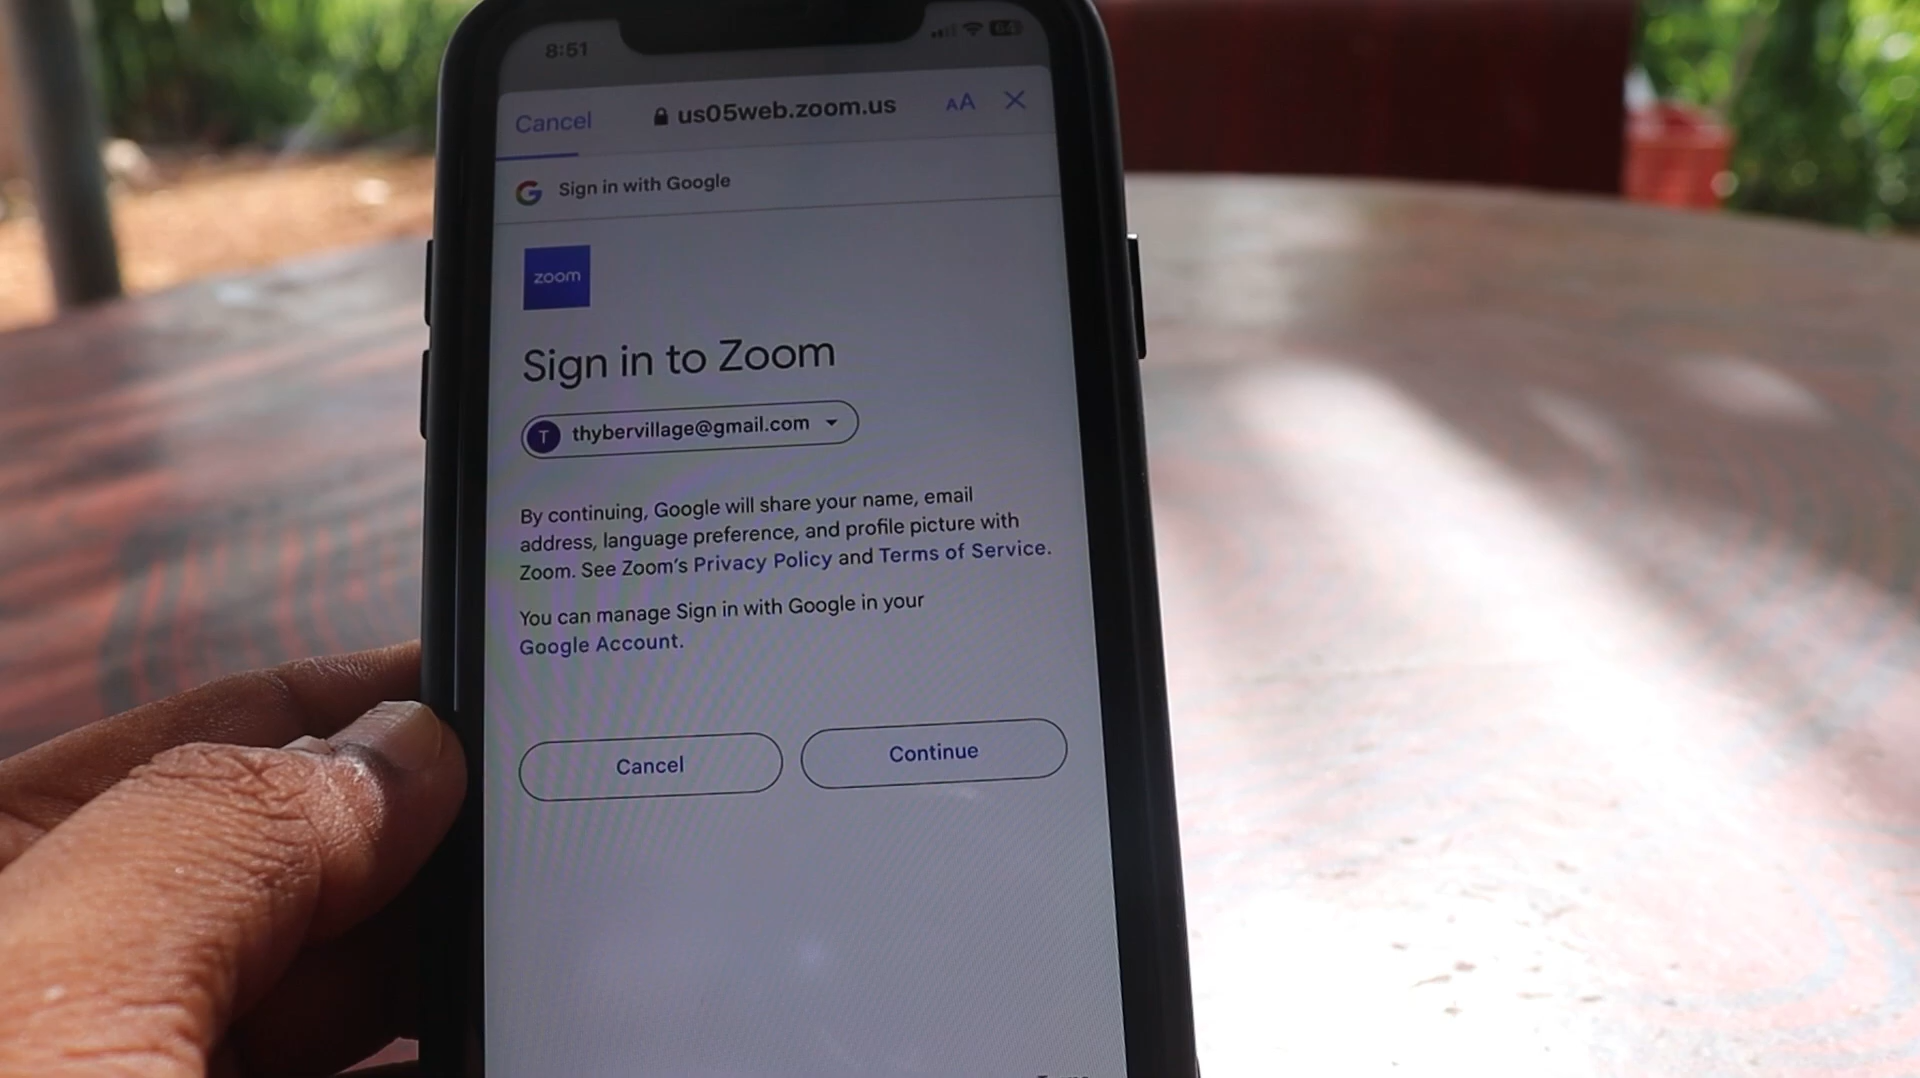 8:51
64
Cancel us05web.zoom.us AA
Sign in with Google
zoom
Sign in to Zoom
T thybervillage@gmail.com
By continuing, Google will share your name, email
address, language preference, and profile picture with
Zoom. See Zoom's Privacy Policy and Terms of Service.
You can manage Sign in with Google in your
Google Account.
Cancel Continue